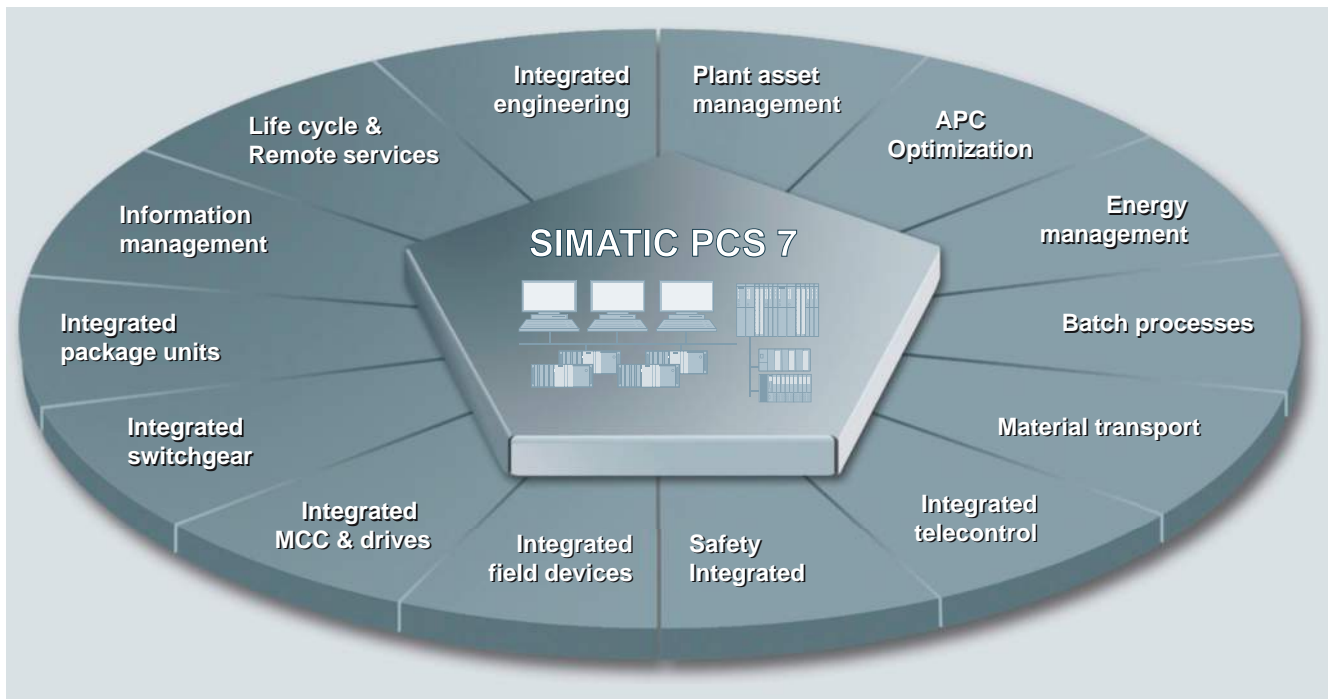 Integrated
engineering
Plant asset
management
APC
Optimization
Energy
management
Batch processes
Material transport
Integrated
telecontrol
Safety
Integrated
Integrated
field devices
Integrated
MCC & drives
Integrated
switchgear
Integrated
package units
Information
management
Life cycle &
Remote services
SIMATIC PCS 7